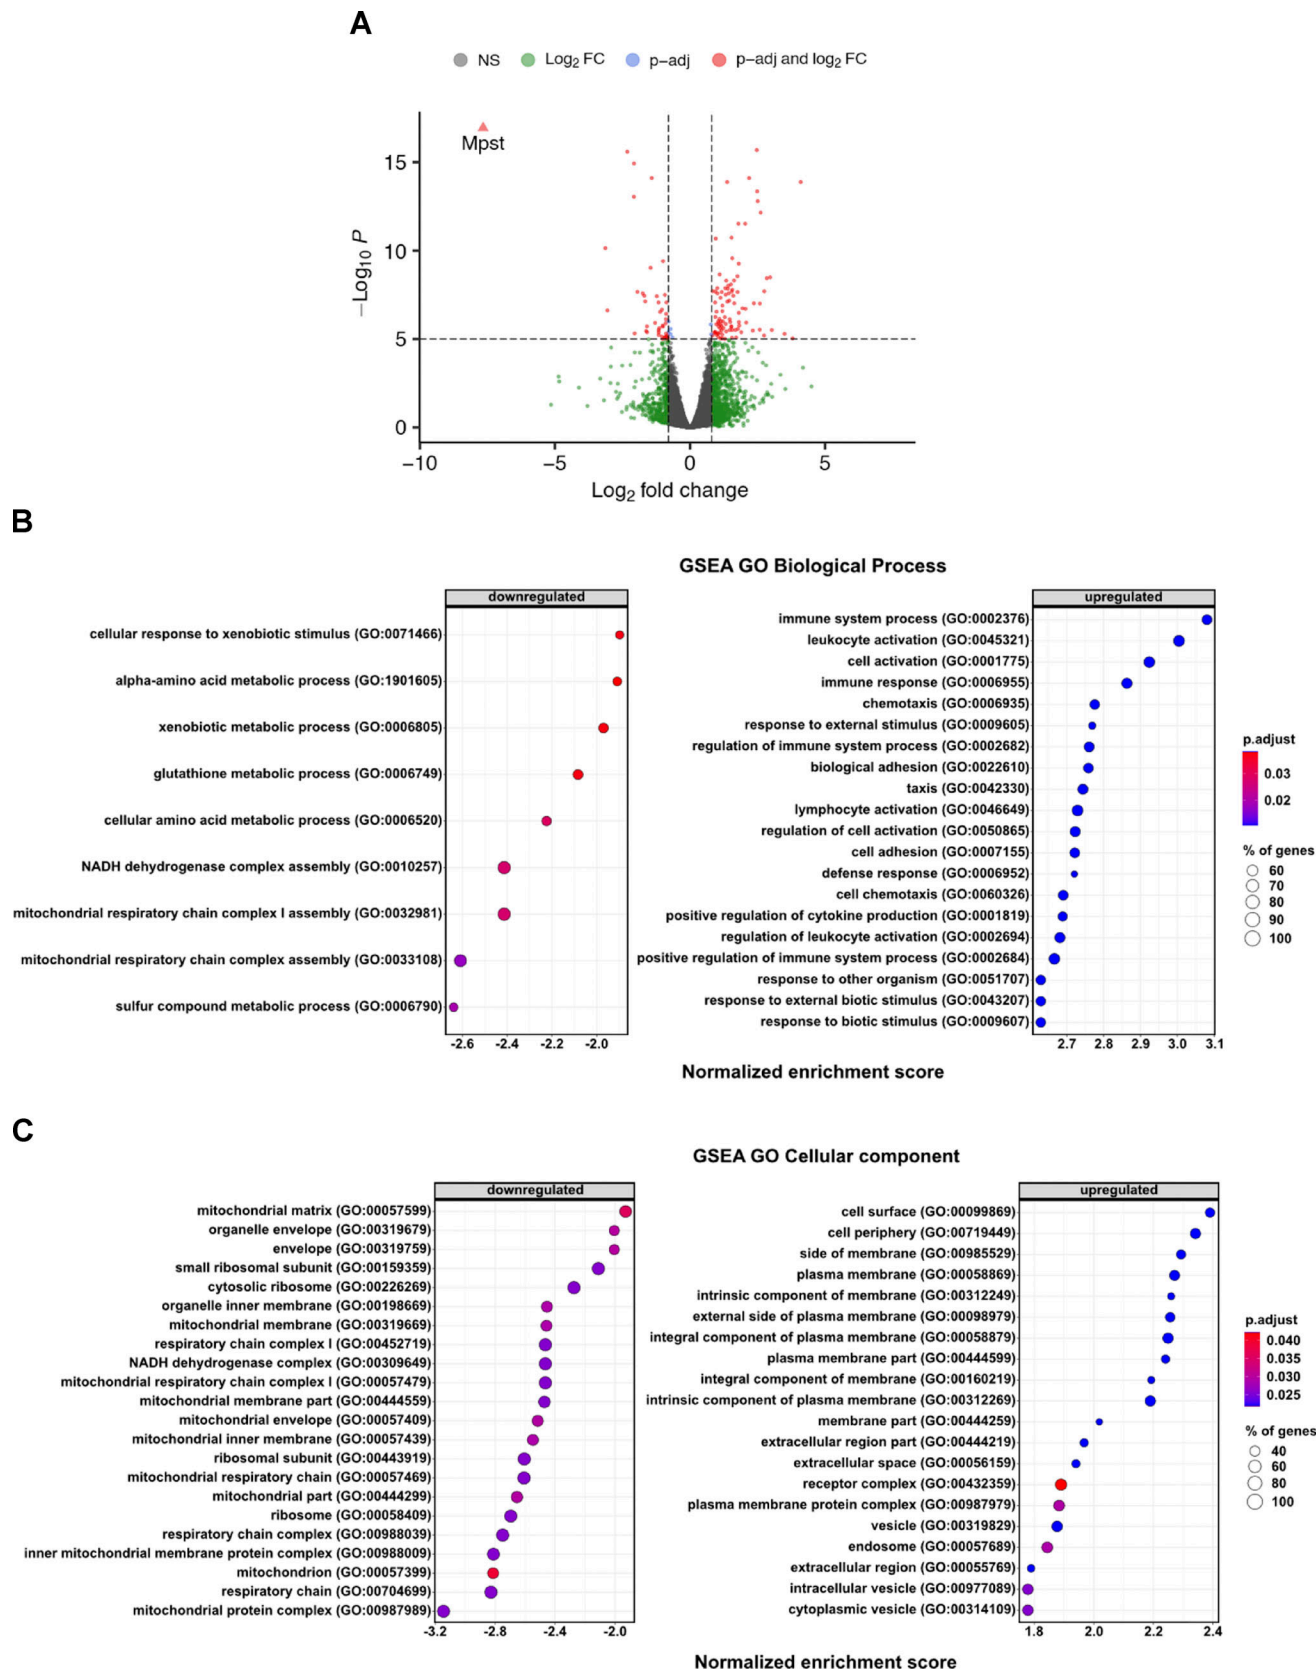 A
NS Log₂ FC p−adj p−adj and log₂ FC
Mpst
−Log₁₀ P
15
10
5
0
−10 −5 0 5
Log₂ fold change
B
GSEA GO Biological Process
downregulated
cellular response to xenobiotic stimulus (GO:0071466)
alpha-amino acid metabolic process (GO:1901605)
xenobiotic metabolic process (GO:0006805)
glutathione metabolic process (GO:0006749)
cellular amino acid metabolic process (GO:0006520)
NADH dehydrogenase complex assembly (GO:0010257)
mitochondrial respiratory chain complex I assembly (GO:0032981)
mitochondrial respiratory chain complex assembly (GO:0033108)
sulfur compound metabolic process (GO:0006790)
-2.6 -2.4 -2.2 -2.0
upregulated
immune system process (GO:0002376)
leukocyte activation (GO:0045321)
cell activation (GO:0001775)
immune response (GO:0006955)
chemotaxis (GO:0006935)
response to external stimulus (GO:0009605)
regulation of immune system process (GO:0002682)
biological adhesion (GO:0022610)
taxis (GO:0042330)
lymphocyte activation (GO:0046649)
regulation of cell activation (GO:0050865)
cell adhesion (GO:0007155)
defense response (GO:0006952)
cell chemotaxis (GO:0060326)
positive regulation of cytokine production (GO:0001819)
regulation of leukocyte activation (GO:0002694)
positive regulation of immune system process (GO:0002684)
response to other organism (GO:0051707)
response to external biotic stimulus (GO:0043207)
response to biotic stimulus (GO:0009607)
2.7 2.8 2.9 3.0 3.1
p.adjust
0.03
0.02
% of genes
60
70
80
90
100
Normalized enrichment score
C
GSEA GO Cellular component
downregulated
mitochondrial matrix (GO:00057599)
organelle envelope (GO:00319679)
envelope (GO:00319759)
small ribosomal subunit (GO:00159359)
cytosolic ribosome (GO:00226269)
organelle inner membrane (GO:00198669)
mitochondrial membrane (GO:00319669)
respiratory chain complex I (GO:00452719)
NADH dehydrogenase complex (GO:00309649)
mitochondrial respiratory chain complex I (GO:00057479)
mitochondrial membrane part (GO:00444559)
mitochondrial envelope (GO:00057409)
mitochondrial inner membrane (GO:00057439)
ribosomal subunit (GO:00443919)
mitochondrial respiratory chain (GO:00057469)
mitochondrial part (GO:00444299)
ribosome (GO:00058409)
respiratory chain complex (GO:00988039)
inner mitochondrial membrane protein complex (GO:00988009)
mitochondrion (GO:00057399)
respiratory chain (GO:00704699)
mitochondrial protein complex (GO:00987989)
-3.2 -2.8 -2.4 -2.0
upregulated
cell surface (GO:00099869)
cell periphery (GO:00719449)
side of membrane (GO:00985529)
plasma membrane (GO:00058869)
intrinsic component of membrane (GO:00312249)
external side of plasma membrane (GO:00098979)
integral component of plasma membrane (GO:00058879)
plasma membrane part (GO:00444599)
integral component of membrane (GO:00160219)
intrinsic component of plasma membrane (GO:00312269)
membrane part (GO:00444259)
extracellular region part (GO:00444219)
extracellular space (GO:00056159)
receptor complex (GO:00432359)
plasma membrane protein complex (GO:00987979)
vesicle (GO:00319829)
endosome (GO:00057689)
extracellular region (GO:00055769)
intracellular vesicle (GO:00977089)
cytoplasmic vesicle (GO:00314109)
1.8 2.0 2.2 2.4
p.adjust
0.040
0.035
0.030
0.025
% of genes
40
60
80
100
Normalized enrichment score